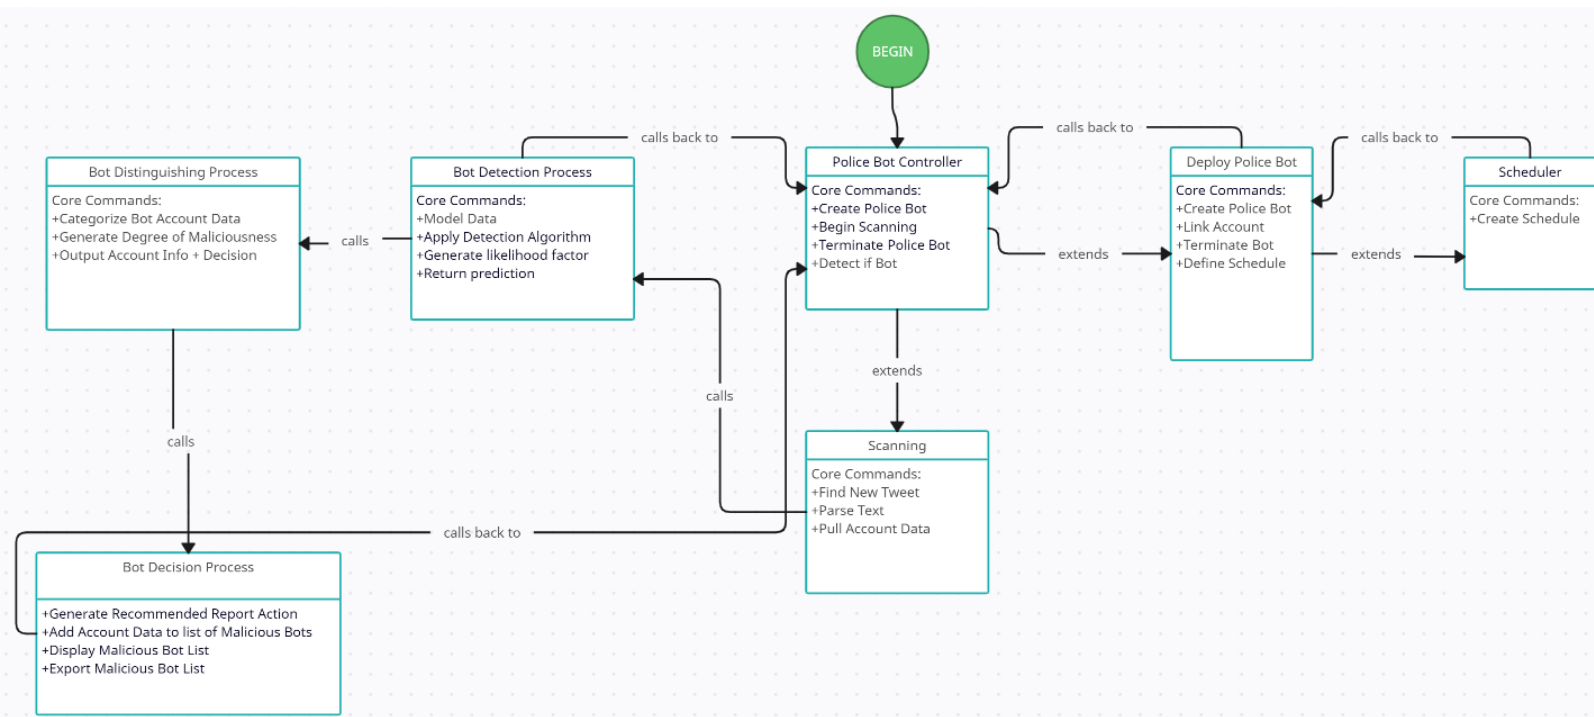 BEGIN
calls back to
calls back to
calls back to
Bot Distinguishing Process
Core Commands:
+Categorize Bot Account Data
+Generate Degree of Maliciousness
+Output Account Info + Decision
calls
Bot Detection Process
Core Commands:
+Model Data
+Apply Detection Algorithm
+Generate likelihood factor
+Return prediction
Police Bot Controller
Core Commands:
+Create Police Bot
+Begin Scanning
+Terminate Police Bot
+Detect if Bot
extends
Deploy Police Bot
Core Commands:
+Create Police Bot
+Link Account
+Terminate Bot
+Define Schedule
extends
Scheduler
Core Commands:
+Create Schedule
extends
calls
calls
Scanning
Core Commands:
+Find New Tweet
+Parse Text
+Pull Account Data
calls back to
Bot Decision Process
+Generate Recommended Report Action
+Add Account Data to list of Malicious Bots
+Display Malicious Bot List
+Export Malicious Bot List